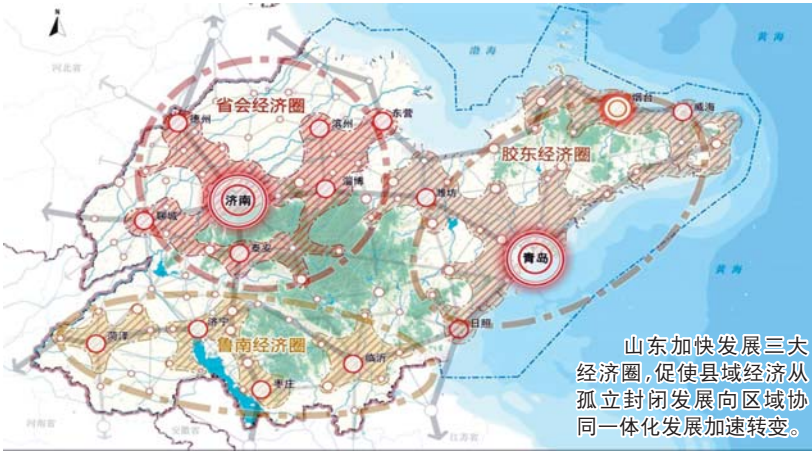 北
渤海
黄海
河北省
省会经济圈
德州
滨州
东营
烟台
威海
胶东经济圈
淄博
潍坊
济南
聊城
泰安
青岛
黄海
日照
菏泽
济宁
鲁南经济圈
临沂
枣庄
河南省
安徽省
江苏省
山东加快发展三大
经济圈,促使县域经济从
孤立封闭发展向区域协
同一体化发展加速转变。